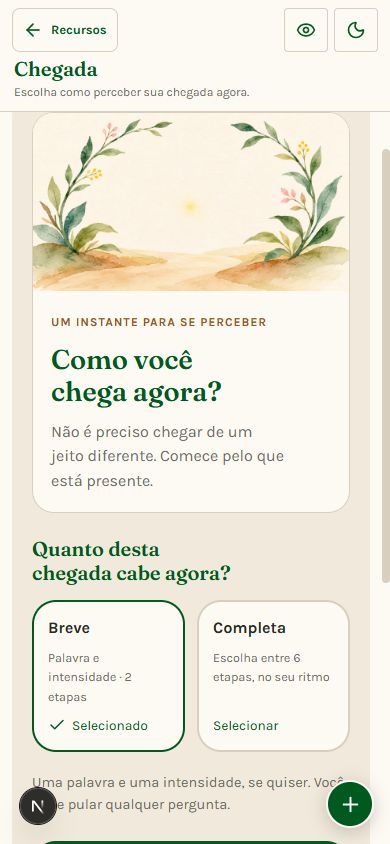 Recursos
Chegada
Escolha como perceber sua chegada agora.
UM INSTANTE PARA SE PERCEBER
Como você
chega agora?
Não é preciso chegar de um
jeito diferente. Comece pelo que
está presente.
Quanto desta
chegada cabe agora?
Breve
Palavra e
intensidade · 2
etapas
Selecionado
Completa
Escolha entre 6
etapas, no seu ritmo
Selecionar
Uma palavra e uma intensidade, se quiser. Você
e pular qualquer pergunta.
N